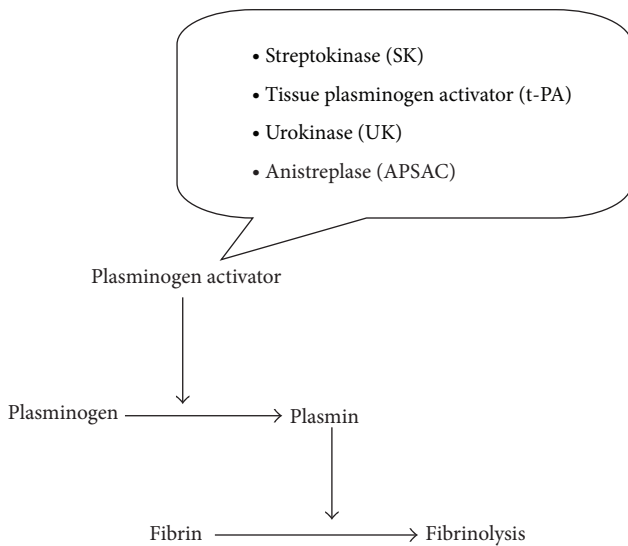 • Streptokinase (SK)
• Tissue plasminogen activator (t-PA)
• Urokinase (UK)
• Anistreplase (APSAC)
Plasminogen activator
Plasminogen
Plasmin
Fibrin
Fibrinolysis